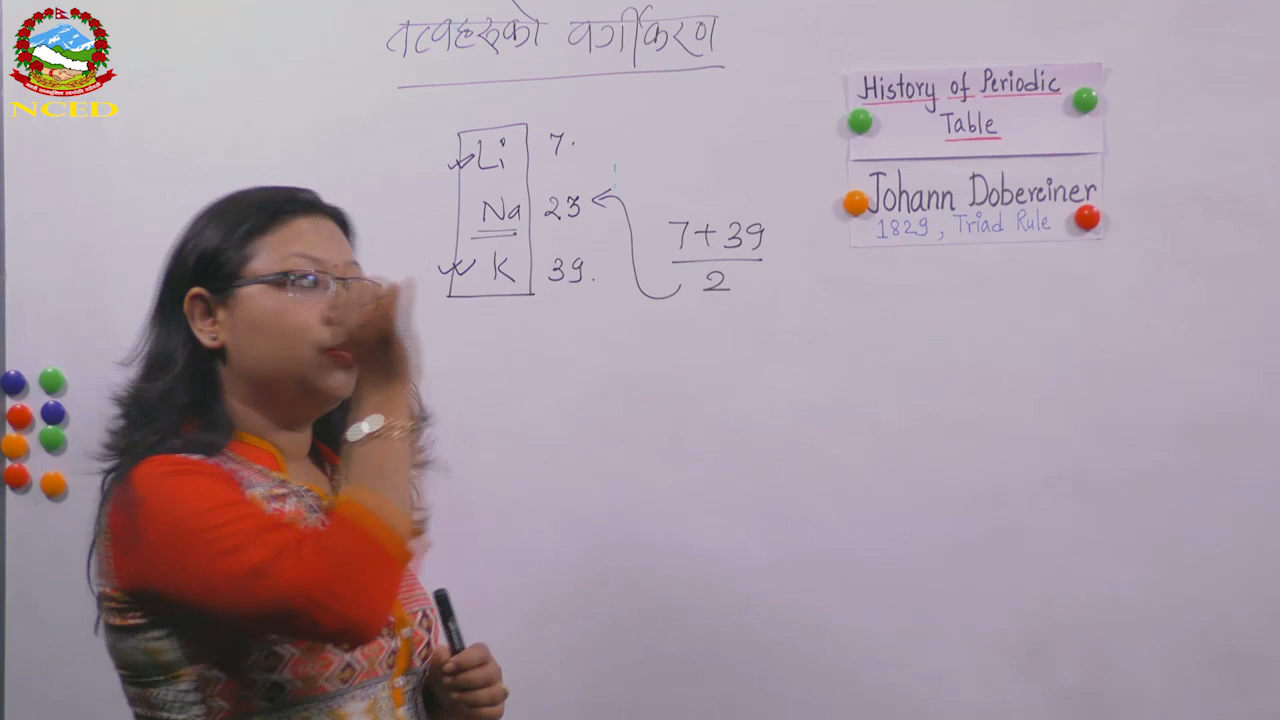 NCED
तत्वहरुको वर्गीकरण
Li 7.
Na 23
K 39.
7+39
2
History of Periodic
Table
Johann Dobereiner
1829, Triad Rule